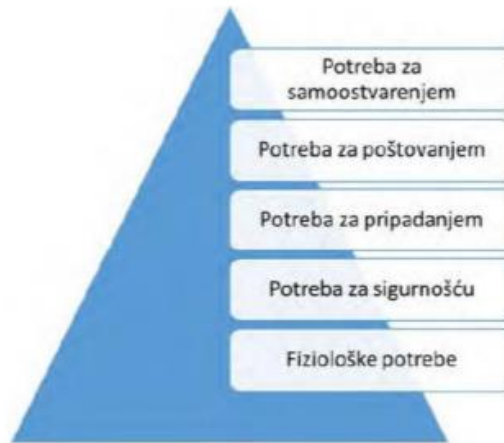 Potreba za
samoostvarenjem
Potreba za poštovanjem
Potreba za pripadanjem
Potreba za sigurnošću
Fiziološke potrebe